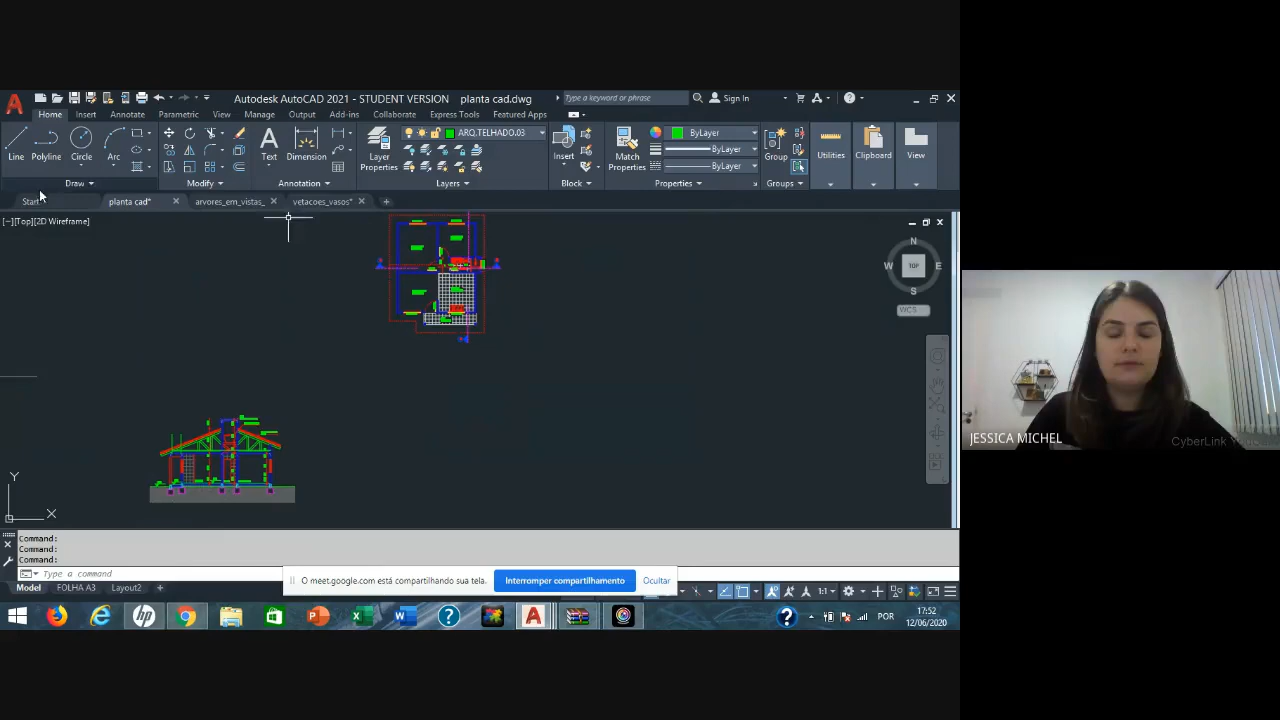 Autodesk AutoCAD 2021 - STUDENT VERSION planta cad.dwg
Type a keyword or phrase
Sign In
Home Insert Annotate Parametric View Manage Output Add-ins Collaborate Express Tools Featured Apps
ARQ.TELHADO.03
ByLayer
ByLayer
ByLayer
Line Polyline Circle Arc
Text Dimension
Layer Properties
Insert
Match Properties
Group
Utilities
Clipboard
View
Draw Modify Annotation Layers Block Properties Groups
Start planta cad* arvores_em_vistas_ vetacoes_vasos*
[−][Top][2D Wireframe]
N
W TOP E
S
WCS
Y
X
JESSICA MICHEL
Command:
Command:
Command:
Type a command
O meet.google.com está compartilhando sua tela. Interromper compartilhamento Ocultar
Model FOLHA A3 Layout2
1:1
POR
17:52
12/06/2020